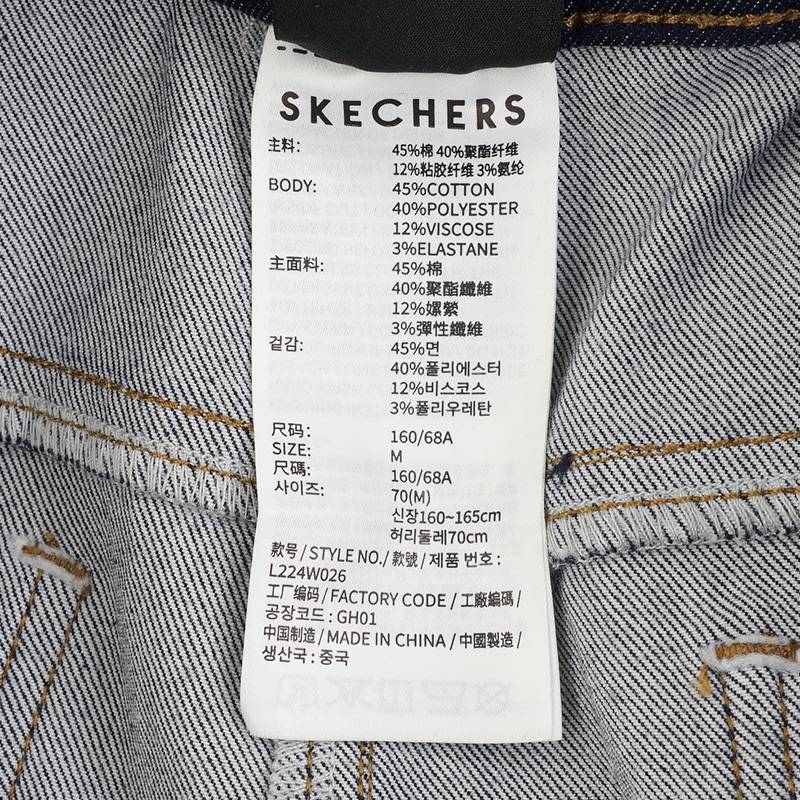 SKECHERS
主料: 45%棉 40%聚酯纤维
12%粘胶纤维 3%氨纶
BODY: 45%COTTON
40%POLYESTER
12%VISCOSE
3%ELASTANE
主面料: 45%棉
40%聚酯纖維
12%嫘縈
3%彈性纖維
겉감: 45%면
40%폴리에스터
12%비스코스
3%폴리우레탄
尺码: 160/68A
SIZE: M
尺碼: 160/68A
사이즈: 70(M)
신장160~165cm
허리둘레70cm
款号/STYLE NO./款號/제품 번호:
L224W026
工厂编码/FACTORY CODE/工廠編碼/
공장코드: GH01
中国制造/MADE IN CHINA/中國製造/
생산국: 중국